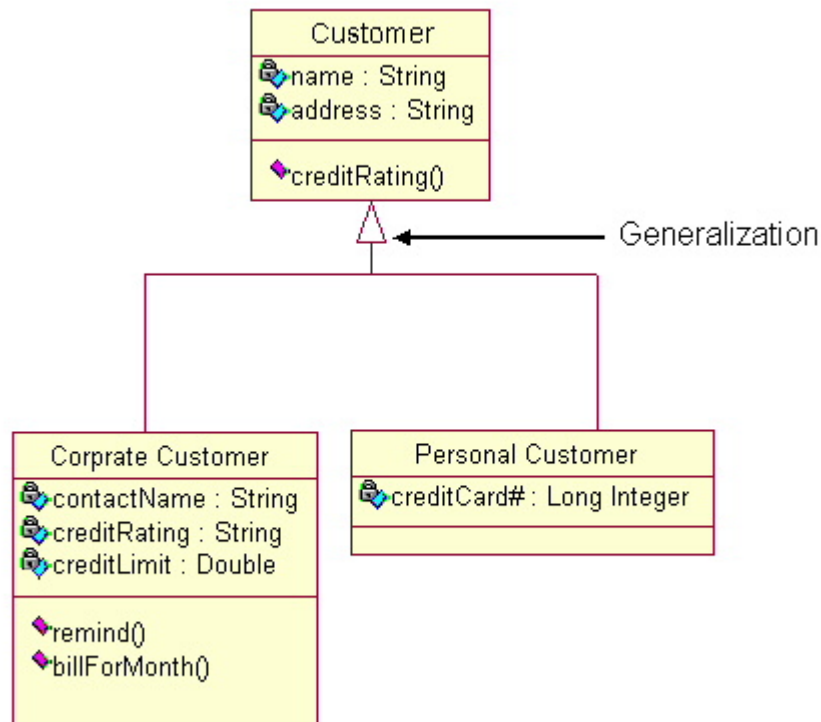 Customer
name : String
address : String
creditRating()
Generalization
Corprate Customer
contactName : String
creditRating : String
creditLimit : Double
remind()
billForMonth()
Personal Customer
creditCard# : Long Integer